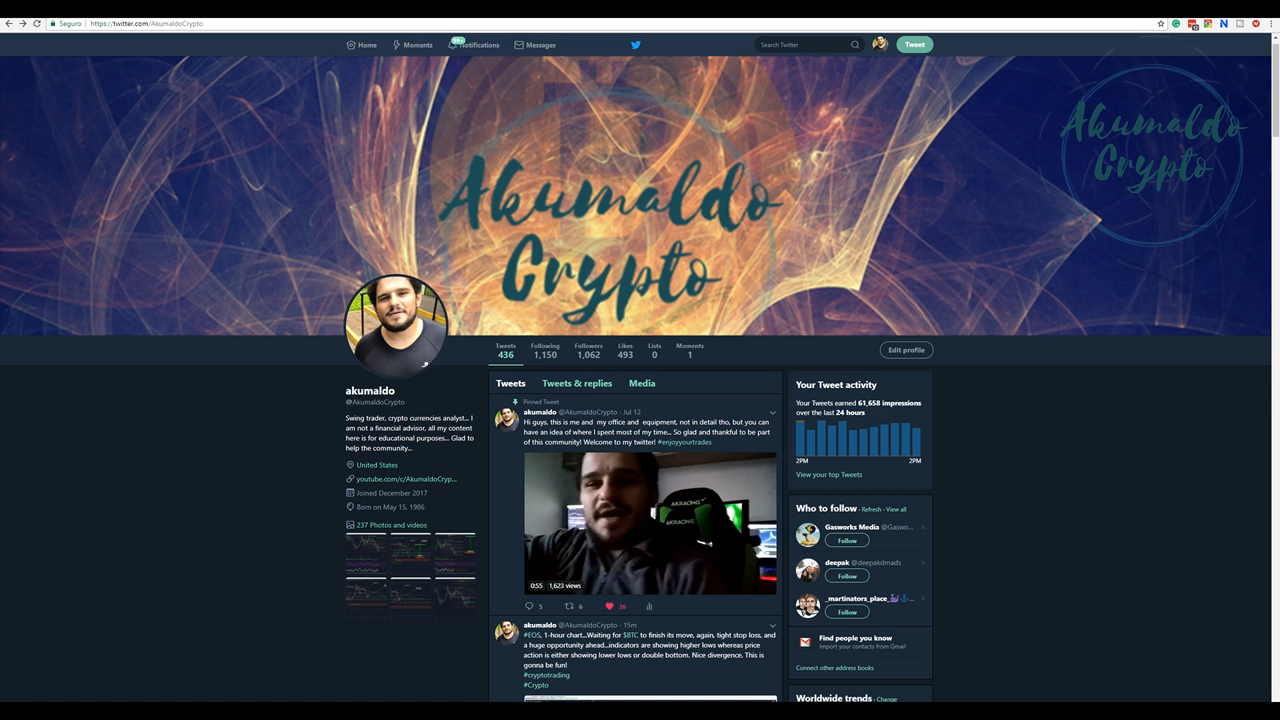 Seguro https://twitter.com/AkumaldoCrypto
Home Moments 99+ Notifications Messages Search Twitter Tweet
Akumaldo
Crypto
Akumaldo
Crypto
Tweets Following Followers Likes Lists Moments
436 1,150 1,062 493 0 1
Edit profile
akumaldo
@AkumaldoCrypto
Swing trader, crypto currencies analyst... I
am not a financial advisor, all my content
here is for educational purposes... Glad to
help the community...
United States
youtube.com/c/AkumaldoCryp...
Joined December 2017
Born on May 15, 1986
237 Photos and videos
Tweets Tweets & replies Media
Pinned Tweet
akumaldo @AkumaldoCrypto · Jul 12
Hi guys, this is me and my office and equipment, not in detail tho, but you can
have an idea of where I spent most of my time... So glad and thankful to be part
of this community! Welcome to my twitter! #enjoyyourtrades
AKRACING
AKRACING
0:55 1,623 views
5 6 36
akumaldo @AkumaldoCrypto · 15m
#EOS, 1-hour chart...Waiting for $BTC to finish its move, again, tight stop loss, and
a huge opportunity ahead...indicators are showing higher lows whereas price
action is either showing lower lows or double bottom. Nice divergence. This is
gonna be fun!
#cryptotrading
#Crypto
Your Tweet activity
Your Tweets earned 61,658 impressions
over the last 24 hours
2PM 2PM
View your top Tweets
Who to follow · Refresh · View all
Gasworks Media @Gaswo...
Follow
deepak @deepakdmads
Follow
_martinators_place_ ...
Follow
Find people you know
Import your contacts from Gmail
Connect other address books
Worldwide trends · Change